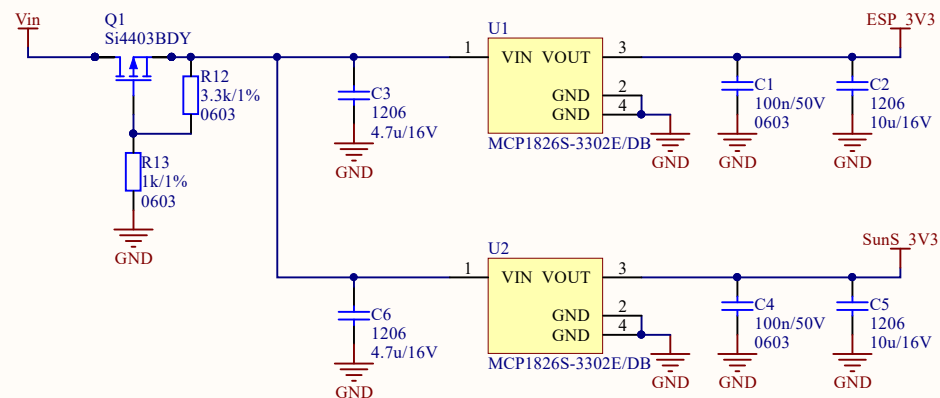 Vin
Q1
Si4403BDY
R12
3.3k/1%
0603
R13
1k/1%
0603
GND
C3
1206
4.7u/16V
GND
U1
1
VIN VOUT
3
GND
2
GND
4
MCP1826S-3302E/DB
GND
C1
100n/50V
0603
GND
ESP_3V3
C2
1206
10u/16V
GND
C6
1206
4.7u/16V
GND
U2
1
VIN VOUT
3
GND
2
GND
4
MCP1826S-3302E/DB
GND
C4
100n/50V
0603
GND
SunS_3V3
C5
1206
10u/16V
GND